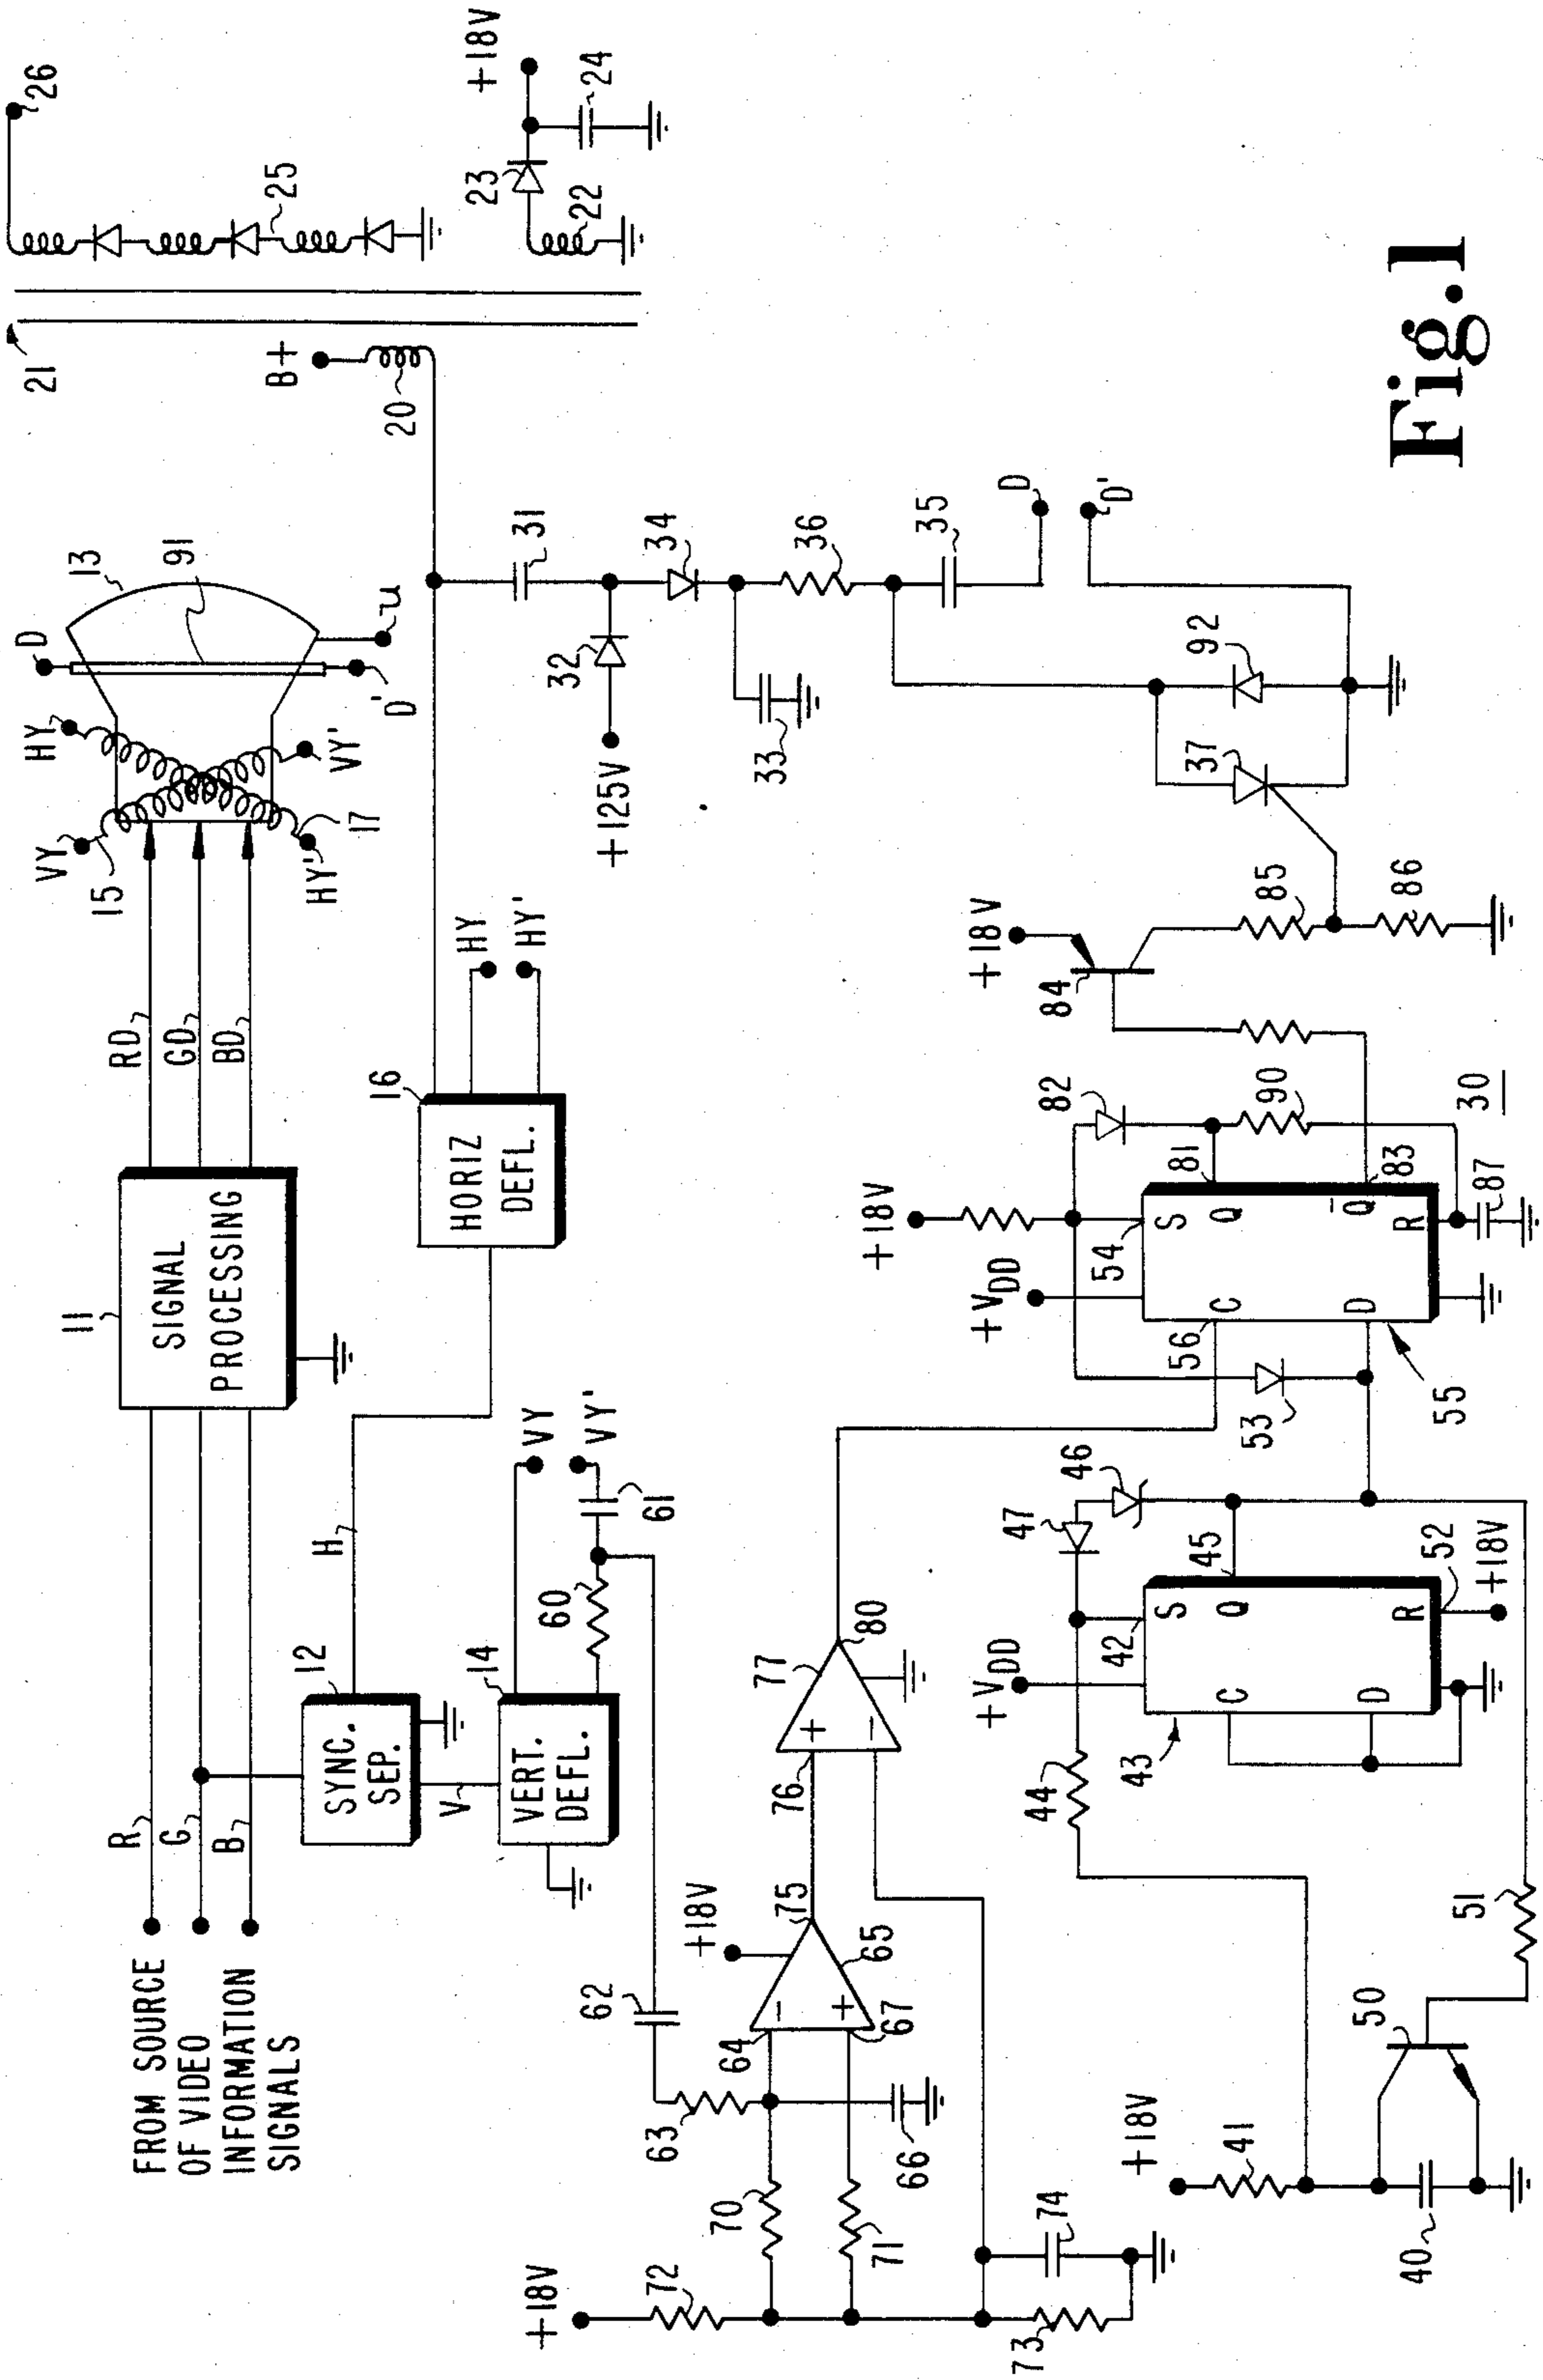 FROM SOURCE
OF VIDEO
INFORMATION
SIGNALS
R
G
B
11
SIGNAL
PROCESSING
RD
GD
BD
VY
15
HY
HY'
17
VY'
D
D'
13
91
u
21
26
25
B+
20
23
22
+18V
24
12
SYNC.
SEP.
H
V
14
VERT.
DEFL.
VY
VY'
60
61
16
HORIZ
DEFL.
HY
HY'
31
32
+125V
34
33
36
35
D
D'
92
37
62
63
64
65
66
67
+18V
75
76
77
80
70
71
+18V
72
73
74
+18V
41
40
50
51
44
43
+VDD
42
S
C
Q
D
R
45
47
46
52
+18V
53
55
56
+VDD
+18V
54
S
C
Q
D
Q̅
R
81
82
83
87
90
30
84
+18V
85
86
Fig.1